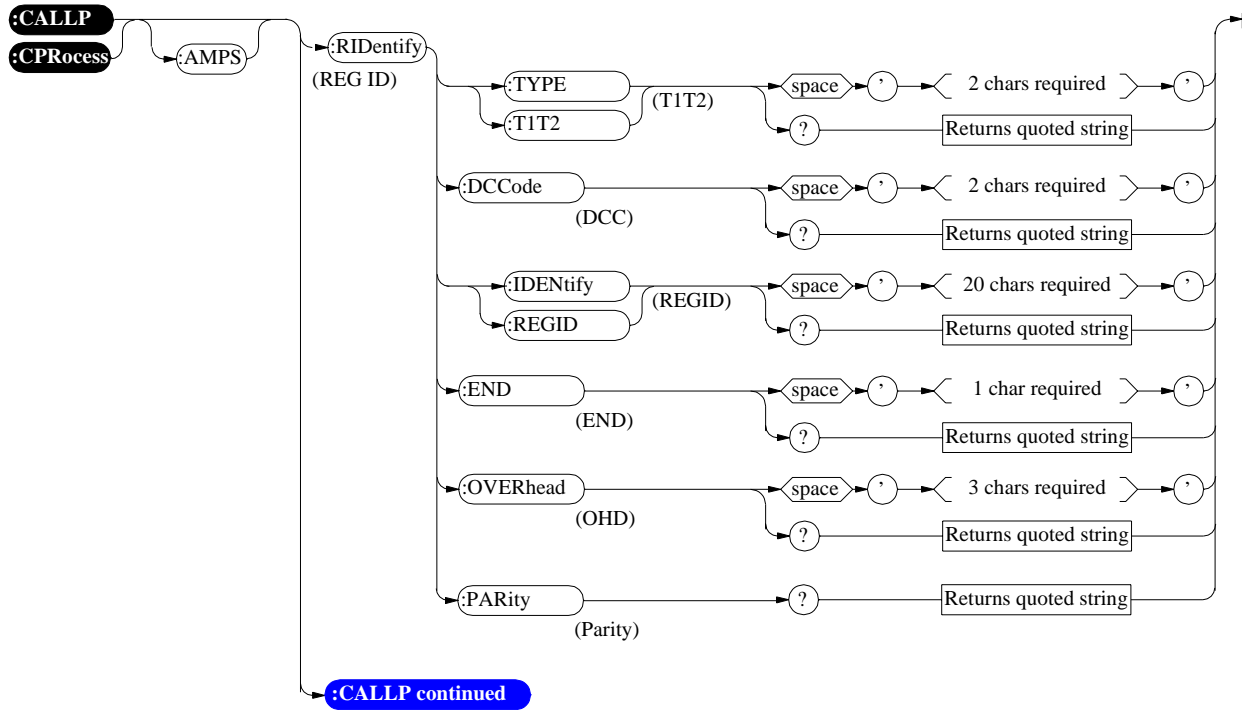 :CALLP
:CPRocess
:AMPS
:RIDentify
(REG ID)
:TYPE
:T1T2
(T1T2)
space ’ 2 chars required ’
? Returns quoted string
:DCCode
(DCC)
space ’ 2 chars required ’
? Returns quoted string
:IDENtify
:REGID
(REGID)
space ’ 20 chars required ’
? Returns quoted string
:END
(END)
space ’ 1 char required ’
? Returns quoted string
:OVERhead
(OHD)
space ’ 3 chars required ’
? Returns quoted string
:PARity
(Parity)
? Returns quoted string
:CALLP continued